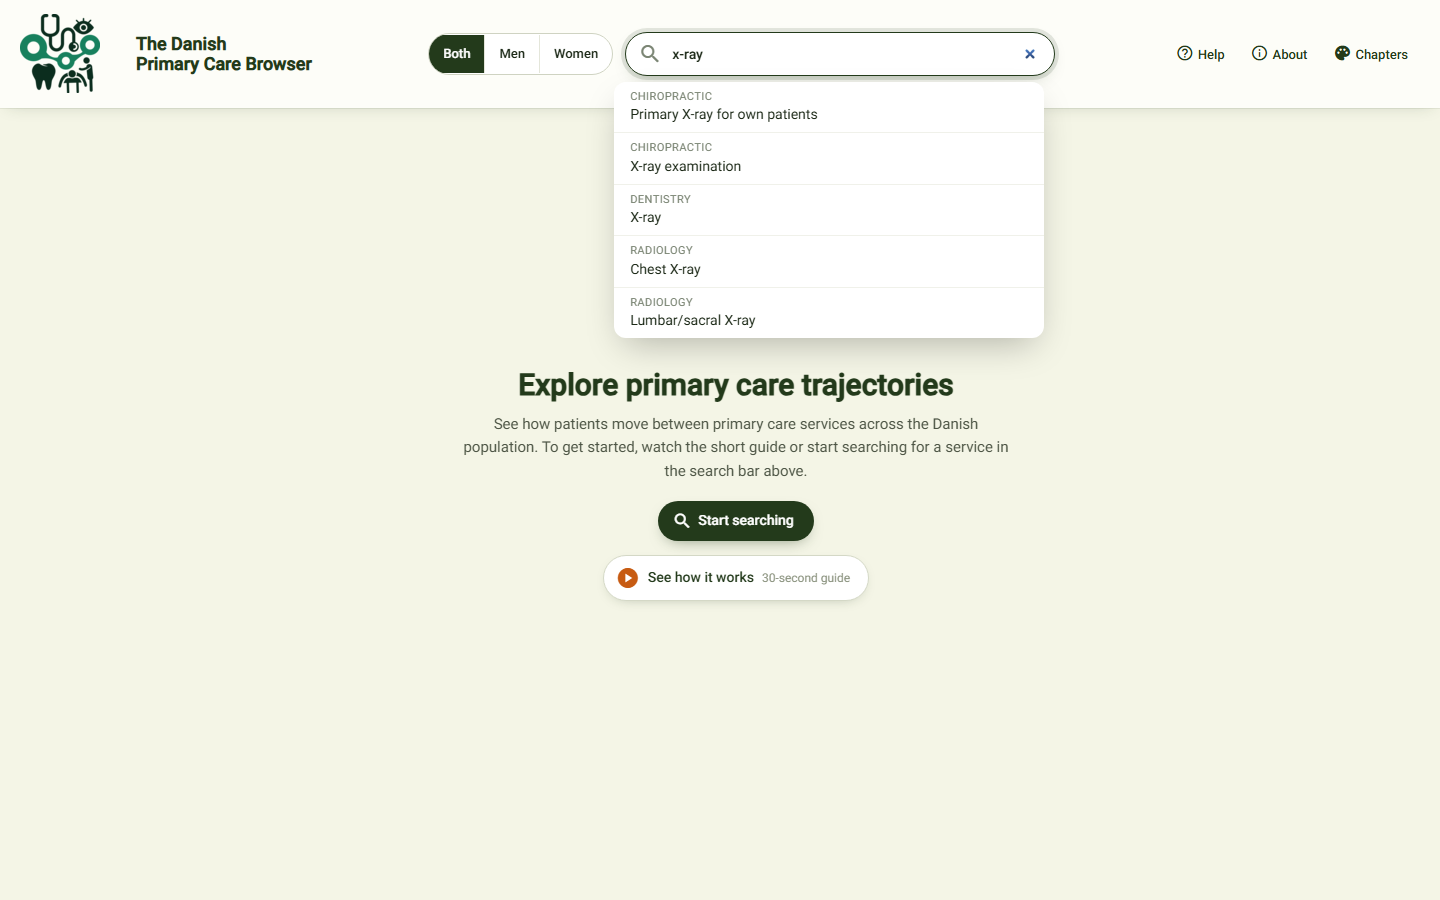 The Danish
Primary Care Browser
Both
Men
Women
x-ray
Help
About
Chapters
CHIROPRACTIC
Primary X-ray for own patients
CHIROPRACTIC
X-ray examination
DENTISTRY
X-ray
RADIOLOGY
Chest X-ray
RADIOLOGY
Lumbar/sacral X-ray
Explore primary care trajectories
See how patients move between primary care services across the Danish
population. To get started, watch the short guide or start searching for a service in
the search bar above.
Start searching
See how it works 30-second guide